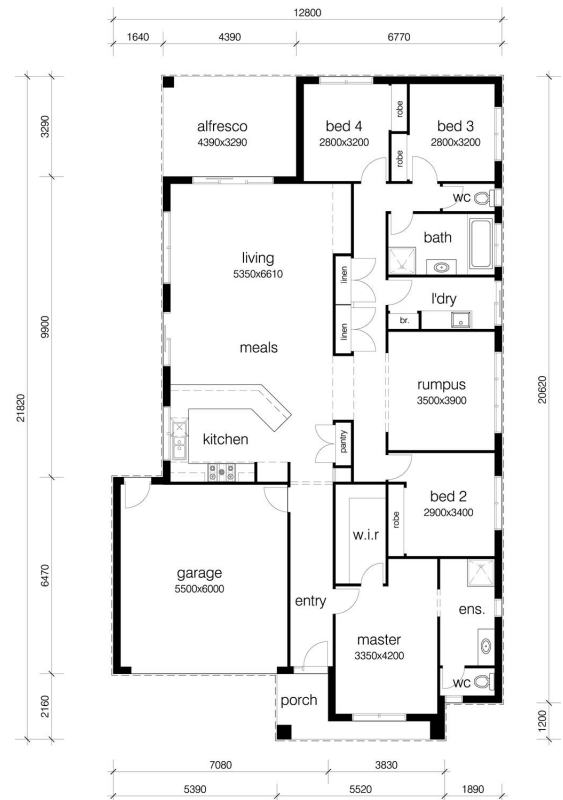 12800
1640
4390
6770
3290
9900
21820
6470
2160
20620
1200
alfresco
4390x3290
bed 4
2800x3200
robe
robe
bed 3
2800x3200
wc
bath
living
5350x6610
linen
linen
l'dry
br.
meals
rumpus
3500x3900
kitchen
pantry
bed 2
2900x3400
robe
w.i.r
garage
5500x6000
entry
ens.
master
3350x4200
wc
porch
7080
3830
5390
5520
1890